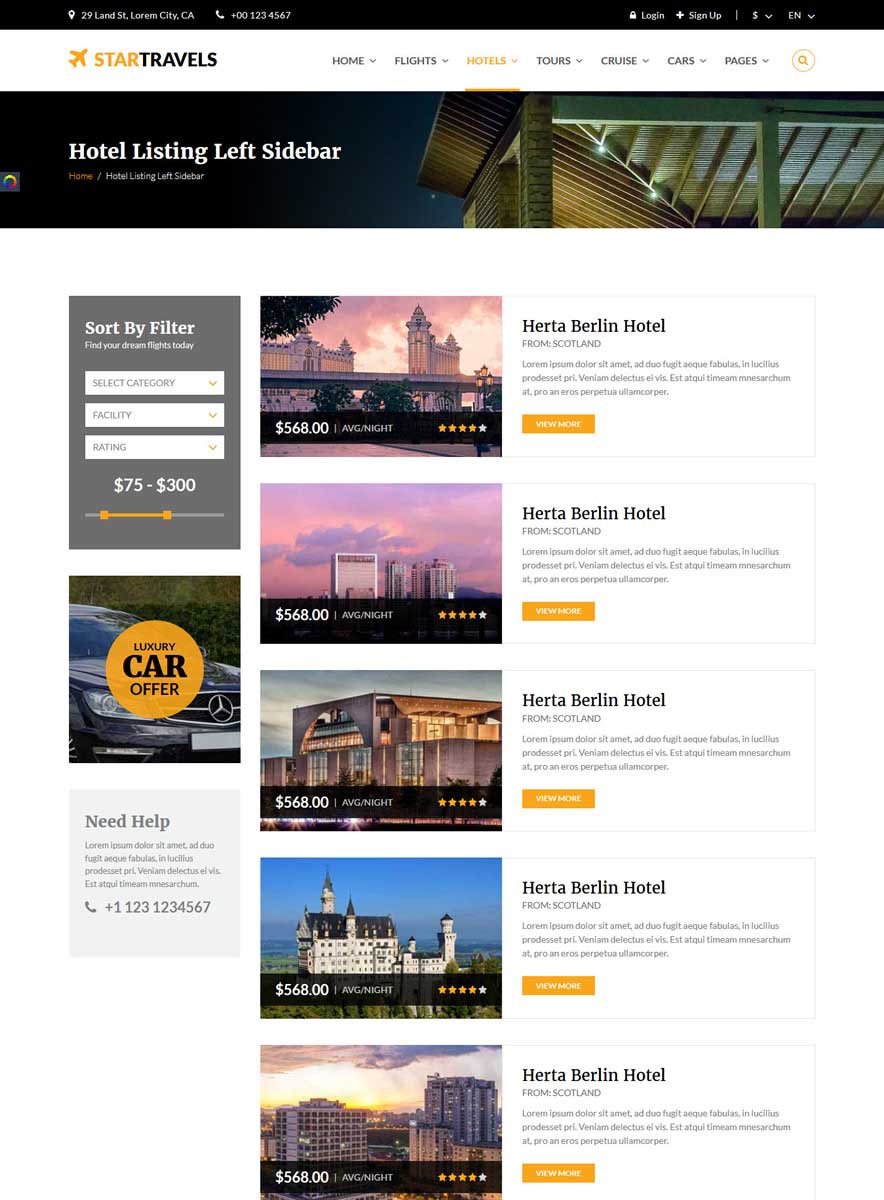 29 Land St, Lorem City, CA +00 123 4567 Login Sign Up | $ EN
STARTRAVELS HOME FLIGHTS HOTELS TOURS CRUISE CARS PAGES
Hotel Listing Left Sidebar
Home / Hotel Listing Left Sidebar
Sort By Filter
Find your dream flights today
SELECT CATEGORY
FACILITY
RATING
$75 - $300
LUXURY
CAR
OFFER
Need Help
Lorem ipsum dolor sit amet, ad duo
fugit aeque fabulas, in lucilius
prodesset pri. Veniam delectus ei vis.
Est atqui timeam mnesarchum.
+1 123 1234567
$568.00 | AVG/NIGHT
Herta Berlin Hotel
FROM: SCOTLAND
Lorem ipsum dolor sit amet, ad duo fugit aeque fabulas, in lucilius
prodesset pri. Veniam delectus ei vis. Est atqui timeam mnesarchum
at, pro an eros perpetua ullamcorper.
VIEW MORE
$568.00 | AVG/NIGHT
Herta Berlin Hotel
FROM: SCOTLAND
Lorem ipsum dolor sit amet, ad duo fugit aeque fabulas, in lucilius
prodesset pri. Veniam delectus ei vis. Est atqui timeam mnesarchum
at, pro an eros perpetua ullamcorper.
VIEW MORE
$568.00 | AVG/NIGHT
Herta Berlin Hotel
FROM: SCOTLAND
Lorem ipsum dolor sit amet, ad duo fugit aeque fabulas, in lucilius
prodesset pri. Veniam delectus ei vis. Est atqui timeam mnesarchum
at, pro an eros perpetua ullamcorper.
VIEW MORE
$568.00 | AVG/NIGHT
Herta Berlin Hotel
FROM: SCOTLAND
Lorem ipsum dolor sit amet, ad duo fugit aeque fabulas, in lucilius
prodesset pri. Veniam delectus ei vis. Est atqui timeam mnesarchum
at, pro an eros perpetua ullamcorper.
VIEW MORE
$568.00 | AVG/NIGHT
Herta Berlin Hotel
FROM: SCOTLAND
Lorem ipsum dolor sit amet, ad duo fugit aeque fabulas, in lucilius
prodesset pri. Veniam delectus ei vis. Est atqui timeam mnesarchum
at, pro an eros perpetua ullamcorper.
VIEW MORE